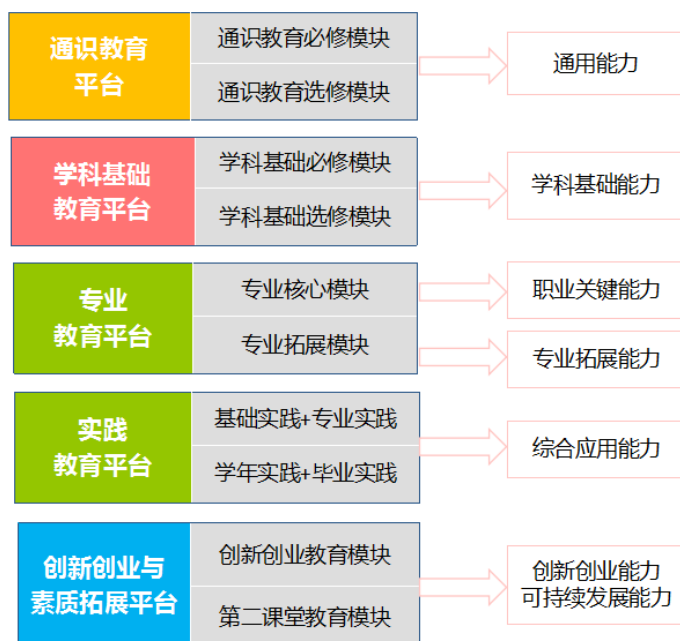 通识教育
平台
通识教育必修模块
通识教育选修模块
通用能力
学科基础
教育平台
学科基础必修模块
学科基础选修模块
学科基础能力
专业
教育平台
专业核心模块
专业拓展模块
职业关键能力
专业拓展能力
实践
教育平台
基础实践+专业实践
学年实践+毕业实践
综合应用能力
创新创业与
素质拓展平台
创新创业教育模块
第二课堂教育模块
创新创业能力
可持续发展能力